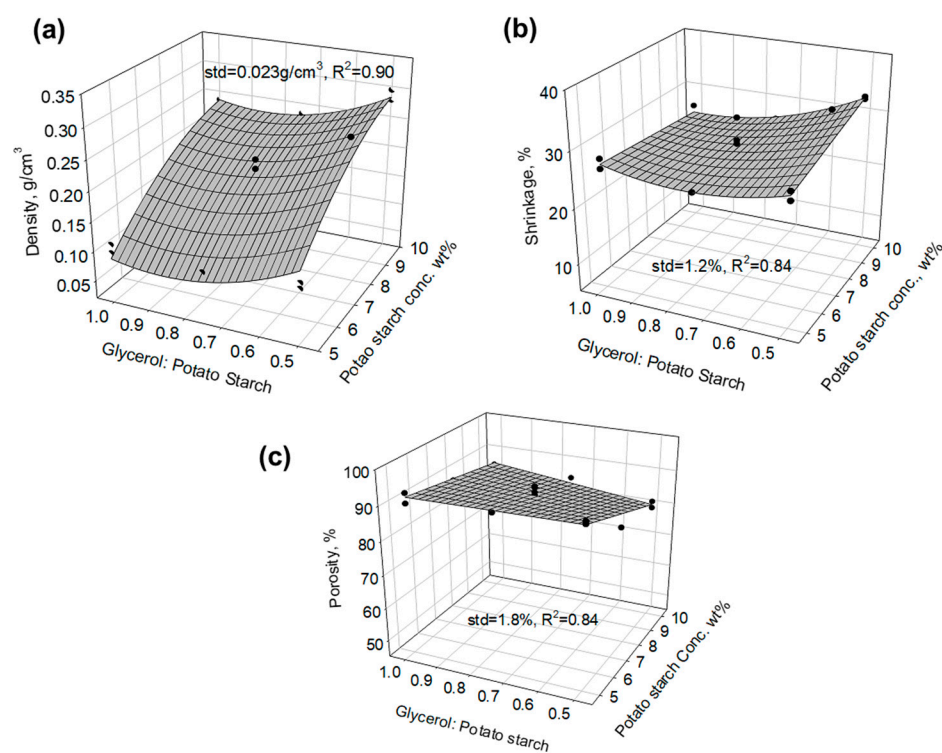 (a)
std=0.023g/cm³, R²=0.90
0.35
0.30
0.25
0.20
0.15
0.10
0.05
Density, g/cm³
1.0 0.9 0.8 0.7 0.6 0.5
Glycerol: Potato Starch
5 6 7 8 9 10
Potao starch conc. wt%
(b)
40
30
20
10
Shrinkage, %
std=1.2%, R²=0.84
1.0 0.9 0.8 0.7 0.6 0.5
Glycerol: Potato Starch
5 6 7 8 9 10
Potato starch conc., wt%
(c)
100
90
80
70
60
50
Porosity, %
std=1.8%, R²=0.84
1.0 0.9 0.8 0.7 0.6 0.5
Glycerol: Potato starch
5 6 7 8 9 10
Potato starch Conc. wt%